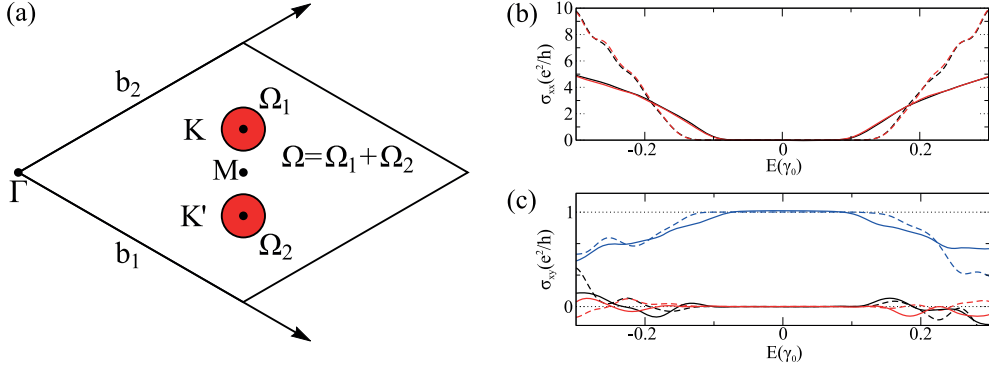 (a)
b₂
Ω₁
K
Ω=Ω₁+Ω₂
M
Γ
K'
Ω₂
b₁
(b)
σxx(e²/h)
10
8
6
4
2
0
-0.2
0
0.2
E(γ₀)
(c)
σxy(e²/h)
1
0
-0.2
0
0.2
E(γ₀)